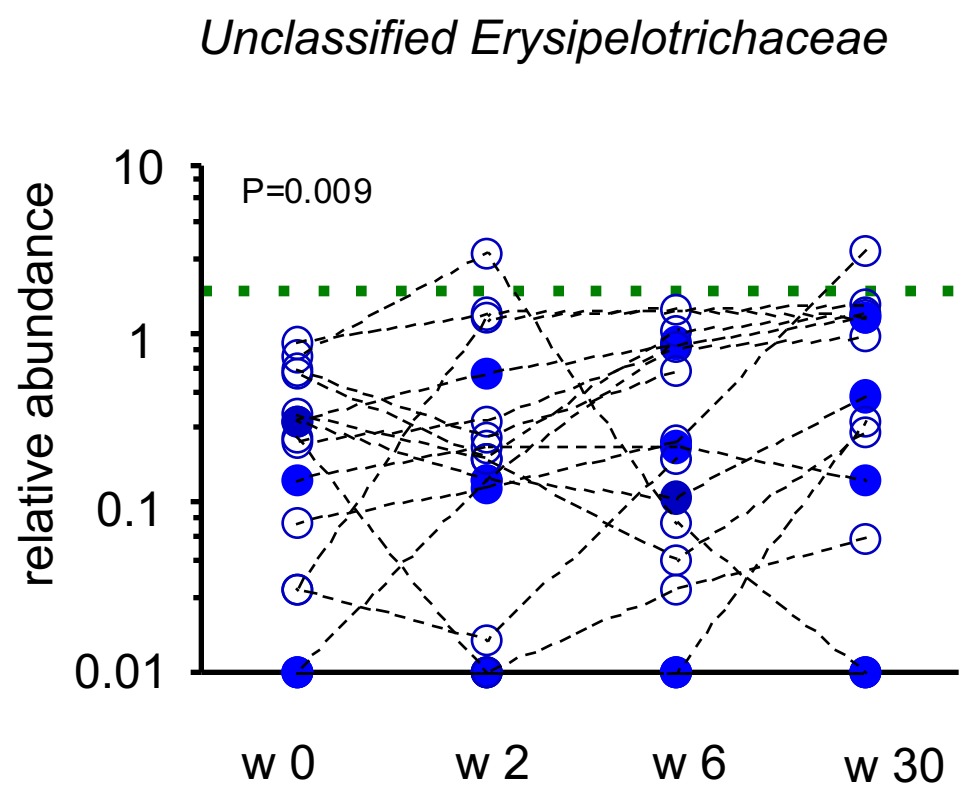 Unclassified Erysipelotrichaceae
10
P=0.009
relative abundance
1
0.1
0.01
w 0 w 2 w 6 w 30